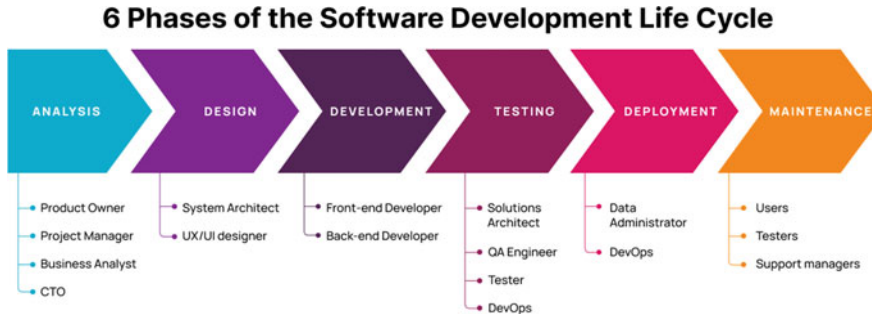 6 Phases of the Software Development Life Cycle
ANALYSIS
DESIGN
DEVELOPMENT
TESTING
DEPLOYMENT
MAINTENANCE
Product Owner
Project Manager
Business Analyst
CTO
System Architect
UX/UI designer
Front-end Developer
Back-end Developer
Solutions
Architect
QA Engineer
Tester
DevOps
Data
Administrator
DevOps
Users
Testers
Support managers